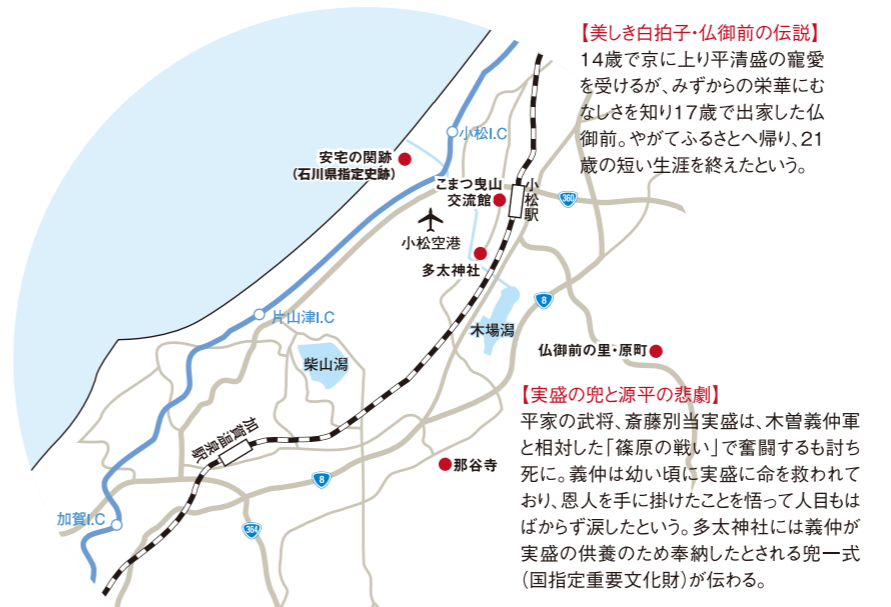 【美しき白拍子・仏御前の伝説】
14歳で京に上り平清盛の寵愛
を受けるが、みずからの栄華にむ
なしさを知り17歳で出家した仏
御前。やがてふるさとへ帰り、21
歳の短い生涯を終えたという。
小松I.C
安宅の関跡
（石川県指定史跡）
こまつ曳山
交流館
小松駅
360
小松空港
多太神社
8
片山津I.C
木場潟
柴山潟
仏御前の里・原町
【実盛の兜と源平の悲劇】
平家の武将、斎藤別当実盛は、木曽義仲軍
と相対した「篠原の戦い」で奮闘するも討ち
死に。義仲は幼い頃に実盛に命を救われて
おり、恩人を手に掛けたことを悟って人目もは
ばからず涙したという。多太神社には義仲が
実盛の供養のため奉納したとされる兜一式
（国指定重要文化財）が伝わる。
加賀温泉駅
那谷寺
8
加賀I.C
364